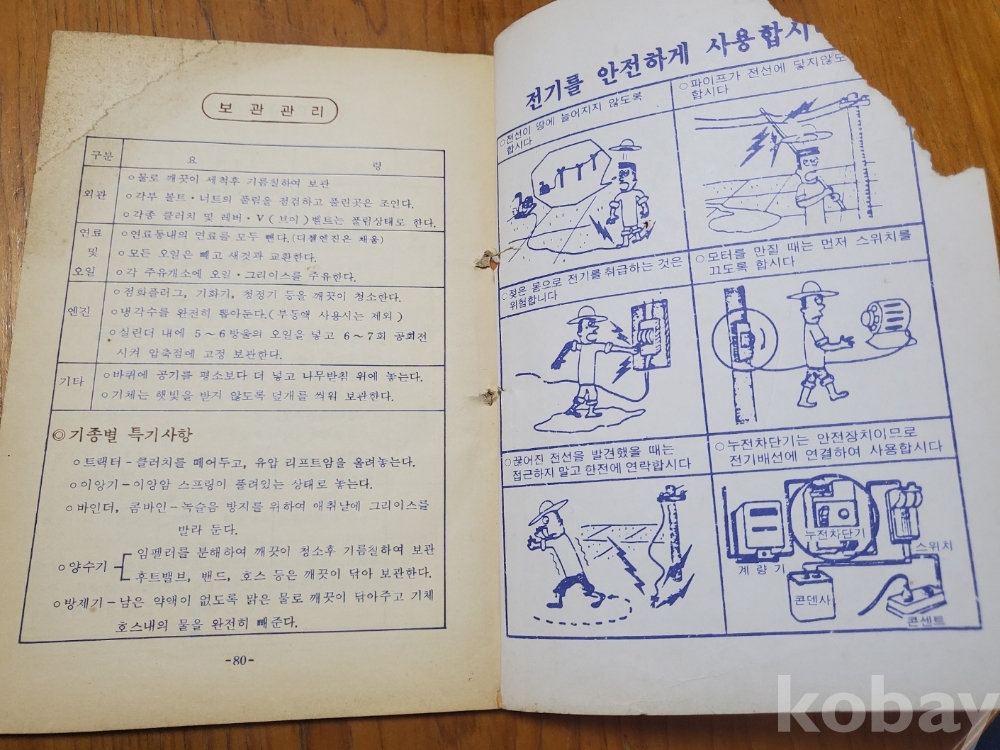 보관관리
구분 요 령
외관
○물로 깨끗이 세척후 기름칠하여 보관
○각부 볼트・너트의 풀림을 점검하고 풀린곳은 조인다.
○각종 클러치 및 레버・V(브이)벨트는 풀림상태로 한다.
연료
및
오일
○연료통내의 연료를 모두 뺀다.(디젤엔진은 채움)
○모든 오일은 빼고 새것과 교환한다.
○각 주유개소에 오일・그리이스를 주유한다.
엔진
○점화플러그, 기화기, 청정기 등을 깨끗이 청소한다.
○냉각수를 완전히 뽑아둔다.(부동액 사용시는 제외)
○실린더 내에 5~6방울의 오일을 넣고 6~7회 공회전
시켜 압축점에 고정 보관한다.
기타
○바퀴에 공기를 평소보다 더 넣고 나무받침 위에 놓는다.
○기체는 햇빛을 받지 않도록 덮개를 씌워 보관한다.
◎기종별 특기사항
○트랙터-클러치를 떼어두고, 유압 리프트암을 올려놓는다.
○이앙기-이앙암 스프링이 풀려있는 상태로 놓는다.
○바인더, 콤바인-녹슬음 방지를 위하여 예취날에 그리이스를
발라 둔다.
○양수기
임펠러를 분해하여 깨끗이 청소후 기름칠하여 보관
후트밸브, 밴드, 호스 등은 깨끗이 닦아 보관한다.
○방제기-남은 약액이 없도록 맑은 물로 깨끗이 닦아주고 기체
호스내의 물을 완전히 빼준다.
-80-
전기를 안전하게 사용합시
○전선이 땅에 늘어지지 않도록
합시다
○파이프가 전선에 닿지않도
합시다
○젖은 몸으로 전기를 취급하는 것은
위험합니다
○모터를 만질 때는 먼저 스위치를
끄도록 합시다
○끊어진 전선을 발견했을 때는
접근하지 말고 한전에 연락합시다
○누전차단기는 안전장치이므로
전기배선에 연결하여 사용합시다
누전차단기
스위치
계량기
콘덴사
콘센트
kobay